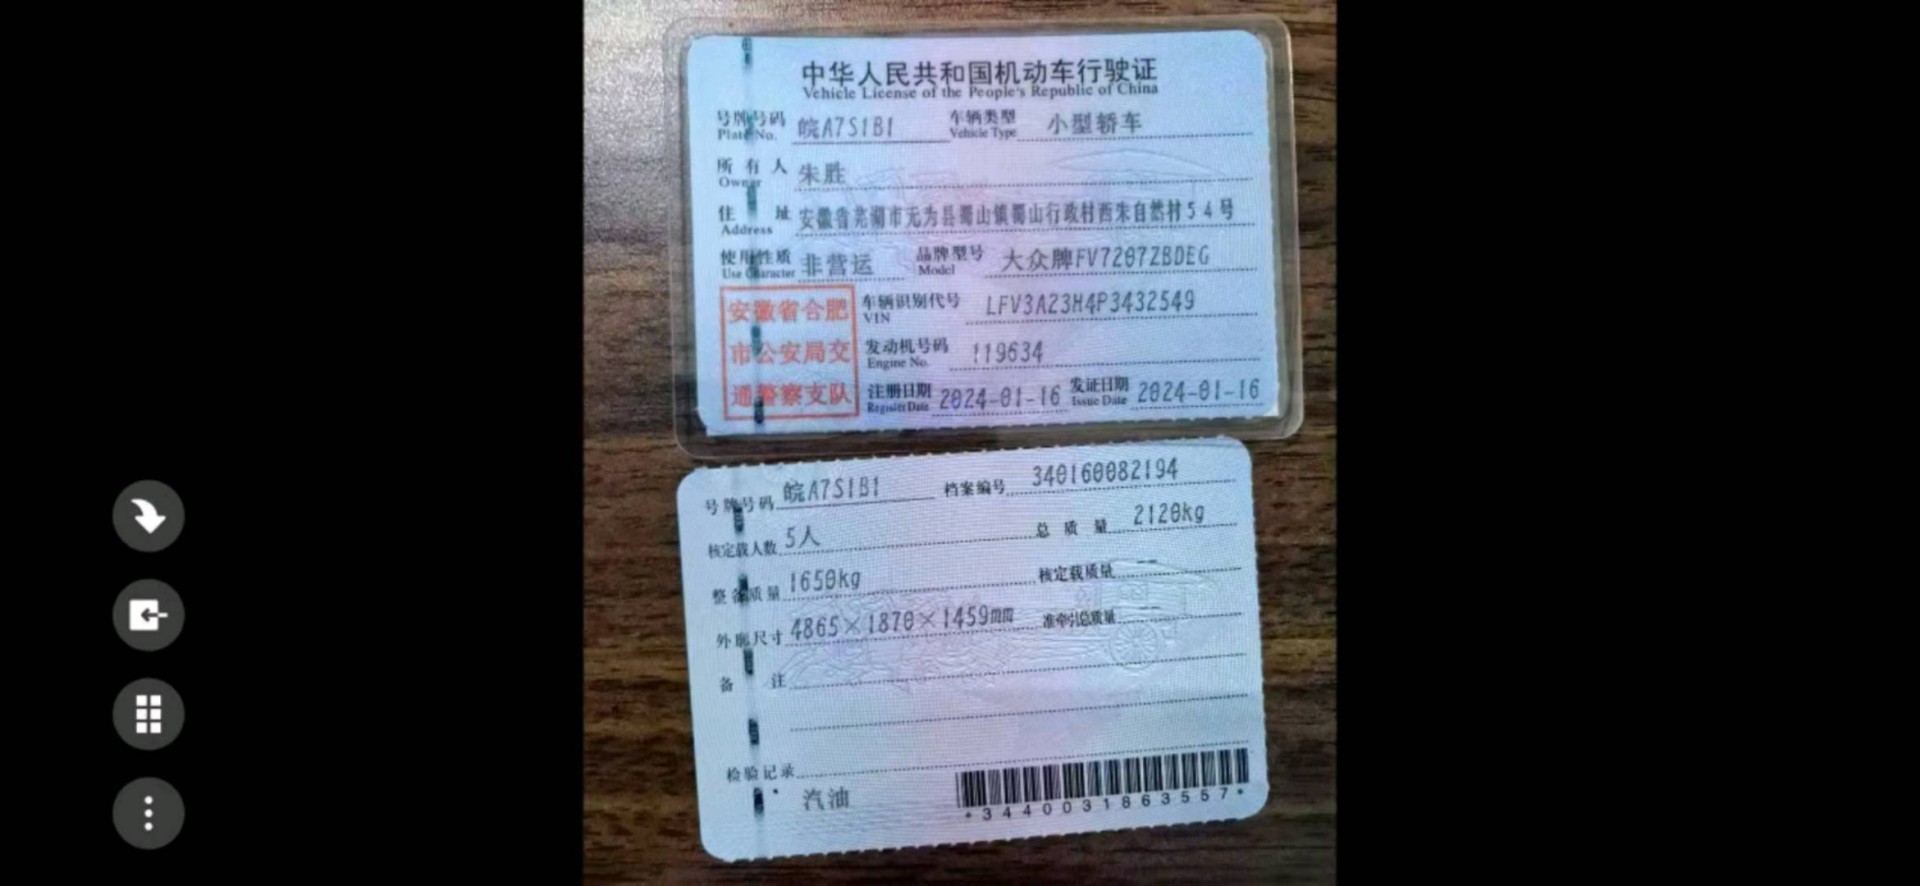 中华人民共和国机动车行驶证
Vehicle License of the People's Republic of China
号牌号码 皖A7S1B1 车辆类型 小型轿车
Plate No. Vehicle Type
所有人 朱胜
Owner
住址 安徽省芜湖市无为县蜀山镇蜀山行政村西朱自然村54号
Address
使用性质 非营运 品牌型号 大众牌FV7207ZBDEG
Use Character Model
安徽省合肥
市公安局交
通警察支队
车辆识别代号 LFV3A23H4P3432549
VIN
发动机号码 119634
Engine No.
注册日期 2024-01-16 发证日期 2024-01-16
Register Date Issue Date
号牌号码 皖A7S1B1 档案编号 340160082194
核定载人数 5人 总质量 2120kg
整备质量 1650kg 核定载质量 --
外廓尺寸 4865×1870×1459mm 准牵引总质量 --
备注
检验记录
汽油
*3440031863557*